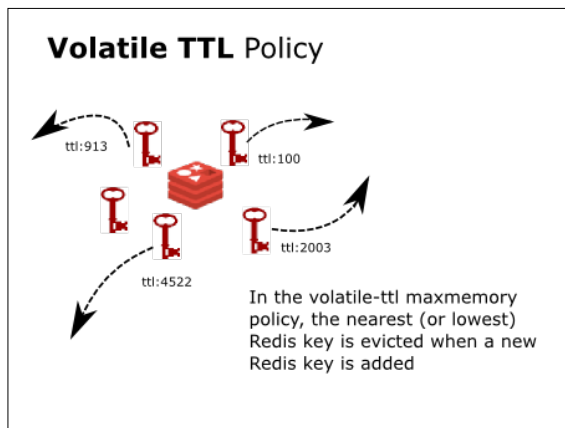 Volatile TTL Policy
ttl:913
ttl:100
ttl:2003
ttl:4522
In the volatile-ttl maxmemory
policy, the nearest (or lowest)
Redis key is evicted when a new
Redis key is added